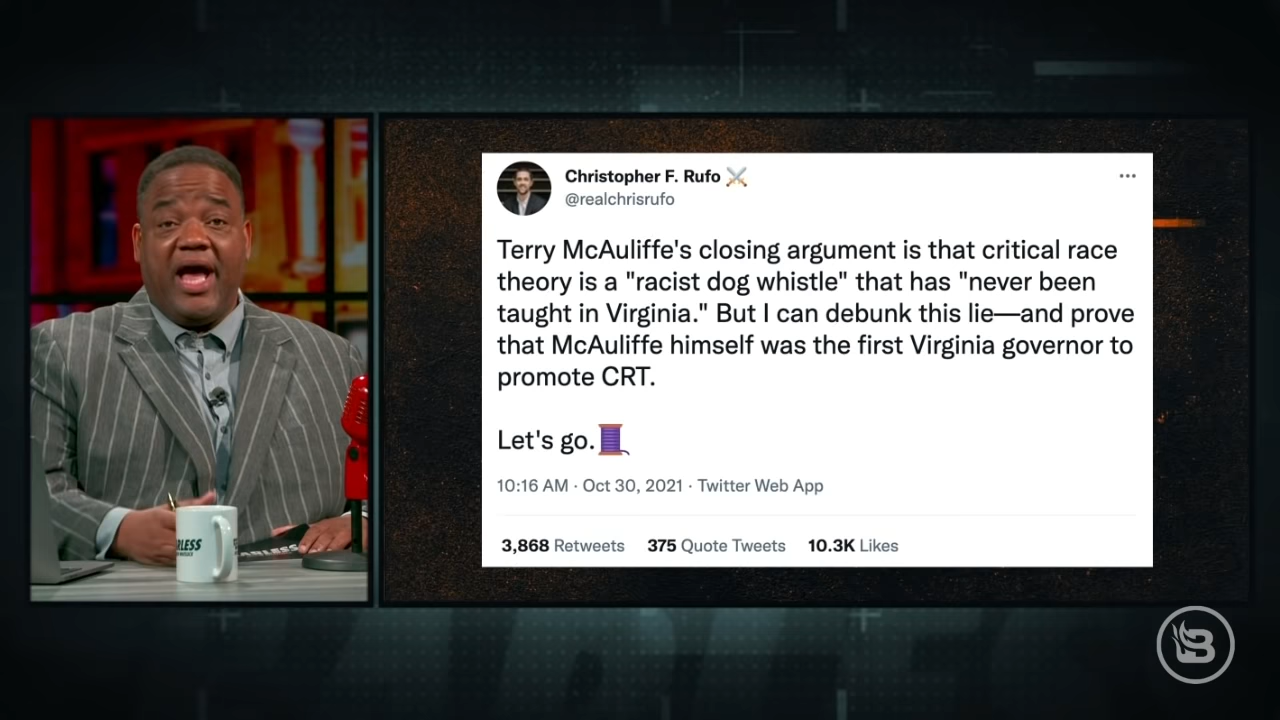 Christopher F. Rufo ⚔️
@realchrisrufo
Terry McAuliffe's closing argument is that critical race
theory is a "racist dog whistle" that has "never been
taught in Virginia." But I can debunk this lie—and prove
that McAuliffe himself was the first Virginia governor to
promote CRT.
Let's go.🧵
10:16 AM · Oct 30, 2021 · Twitter Web App
3,868 Retweets 375 Quote Tweets 10.3K Likes
RLESS
ARLESS
B